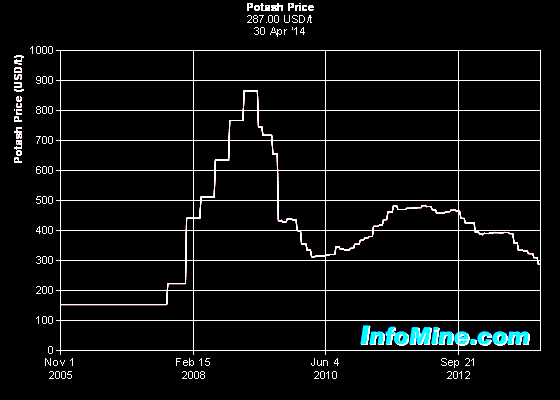 Potash Price
287.00 USD/t
30 Apr '14
Potash Price (USD/t)
1000
900
800
700
600
500
400
300
200
100
0
Nov 1 2005
Feb 15 2008
Jun 4 2010
Sep 21 2012
InfoMine.com